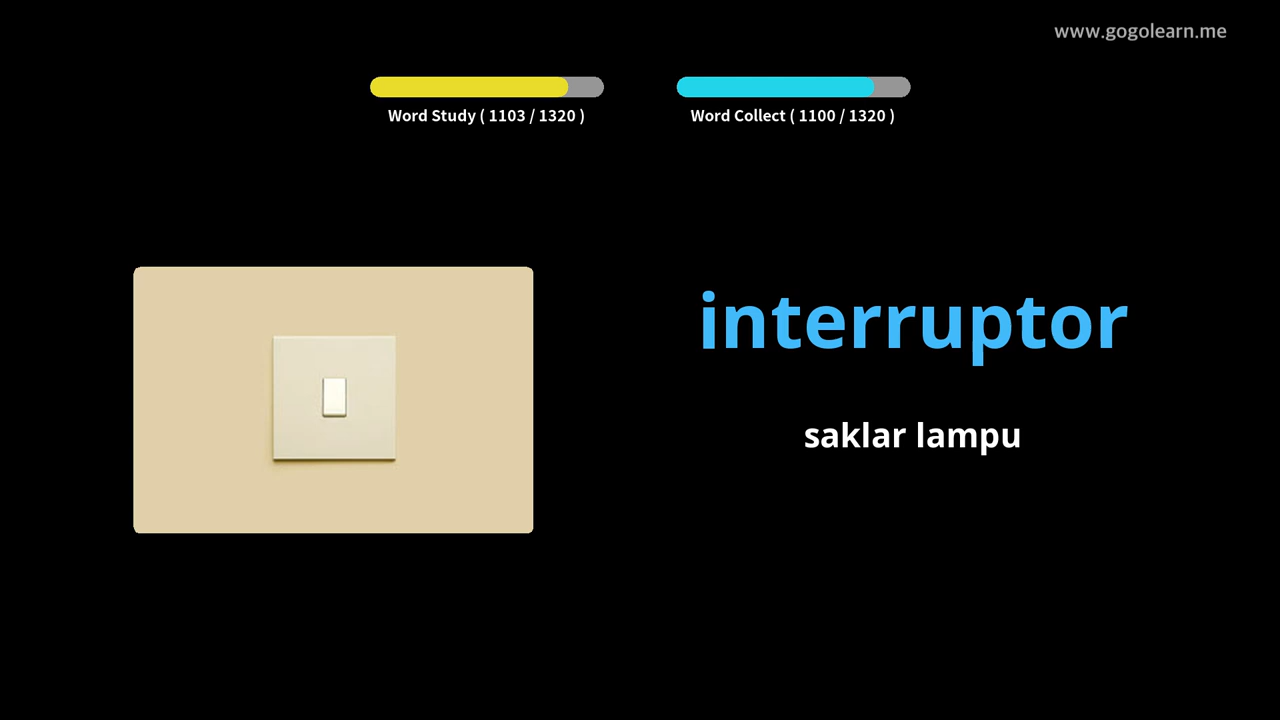 www.gogolearn.me
Word Study ( 1103 / 1320 )
Word Collect ( 1100 / 1320 )
interruptor
saklar lampu